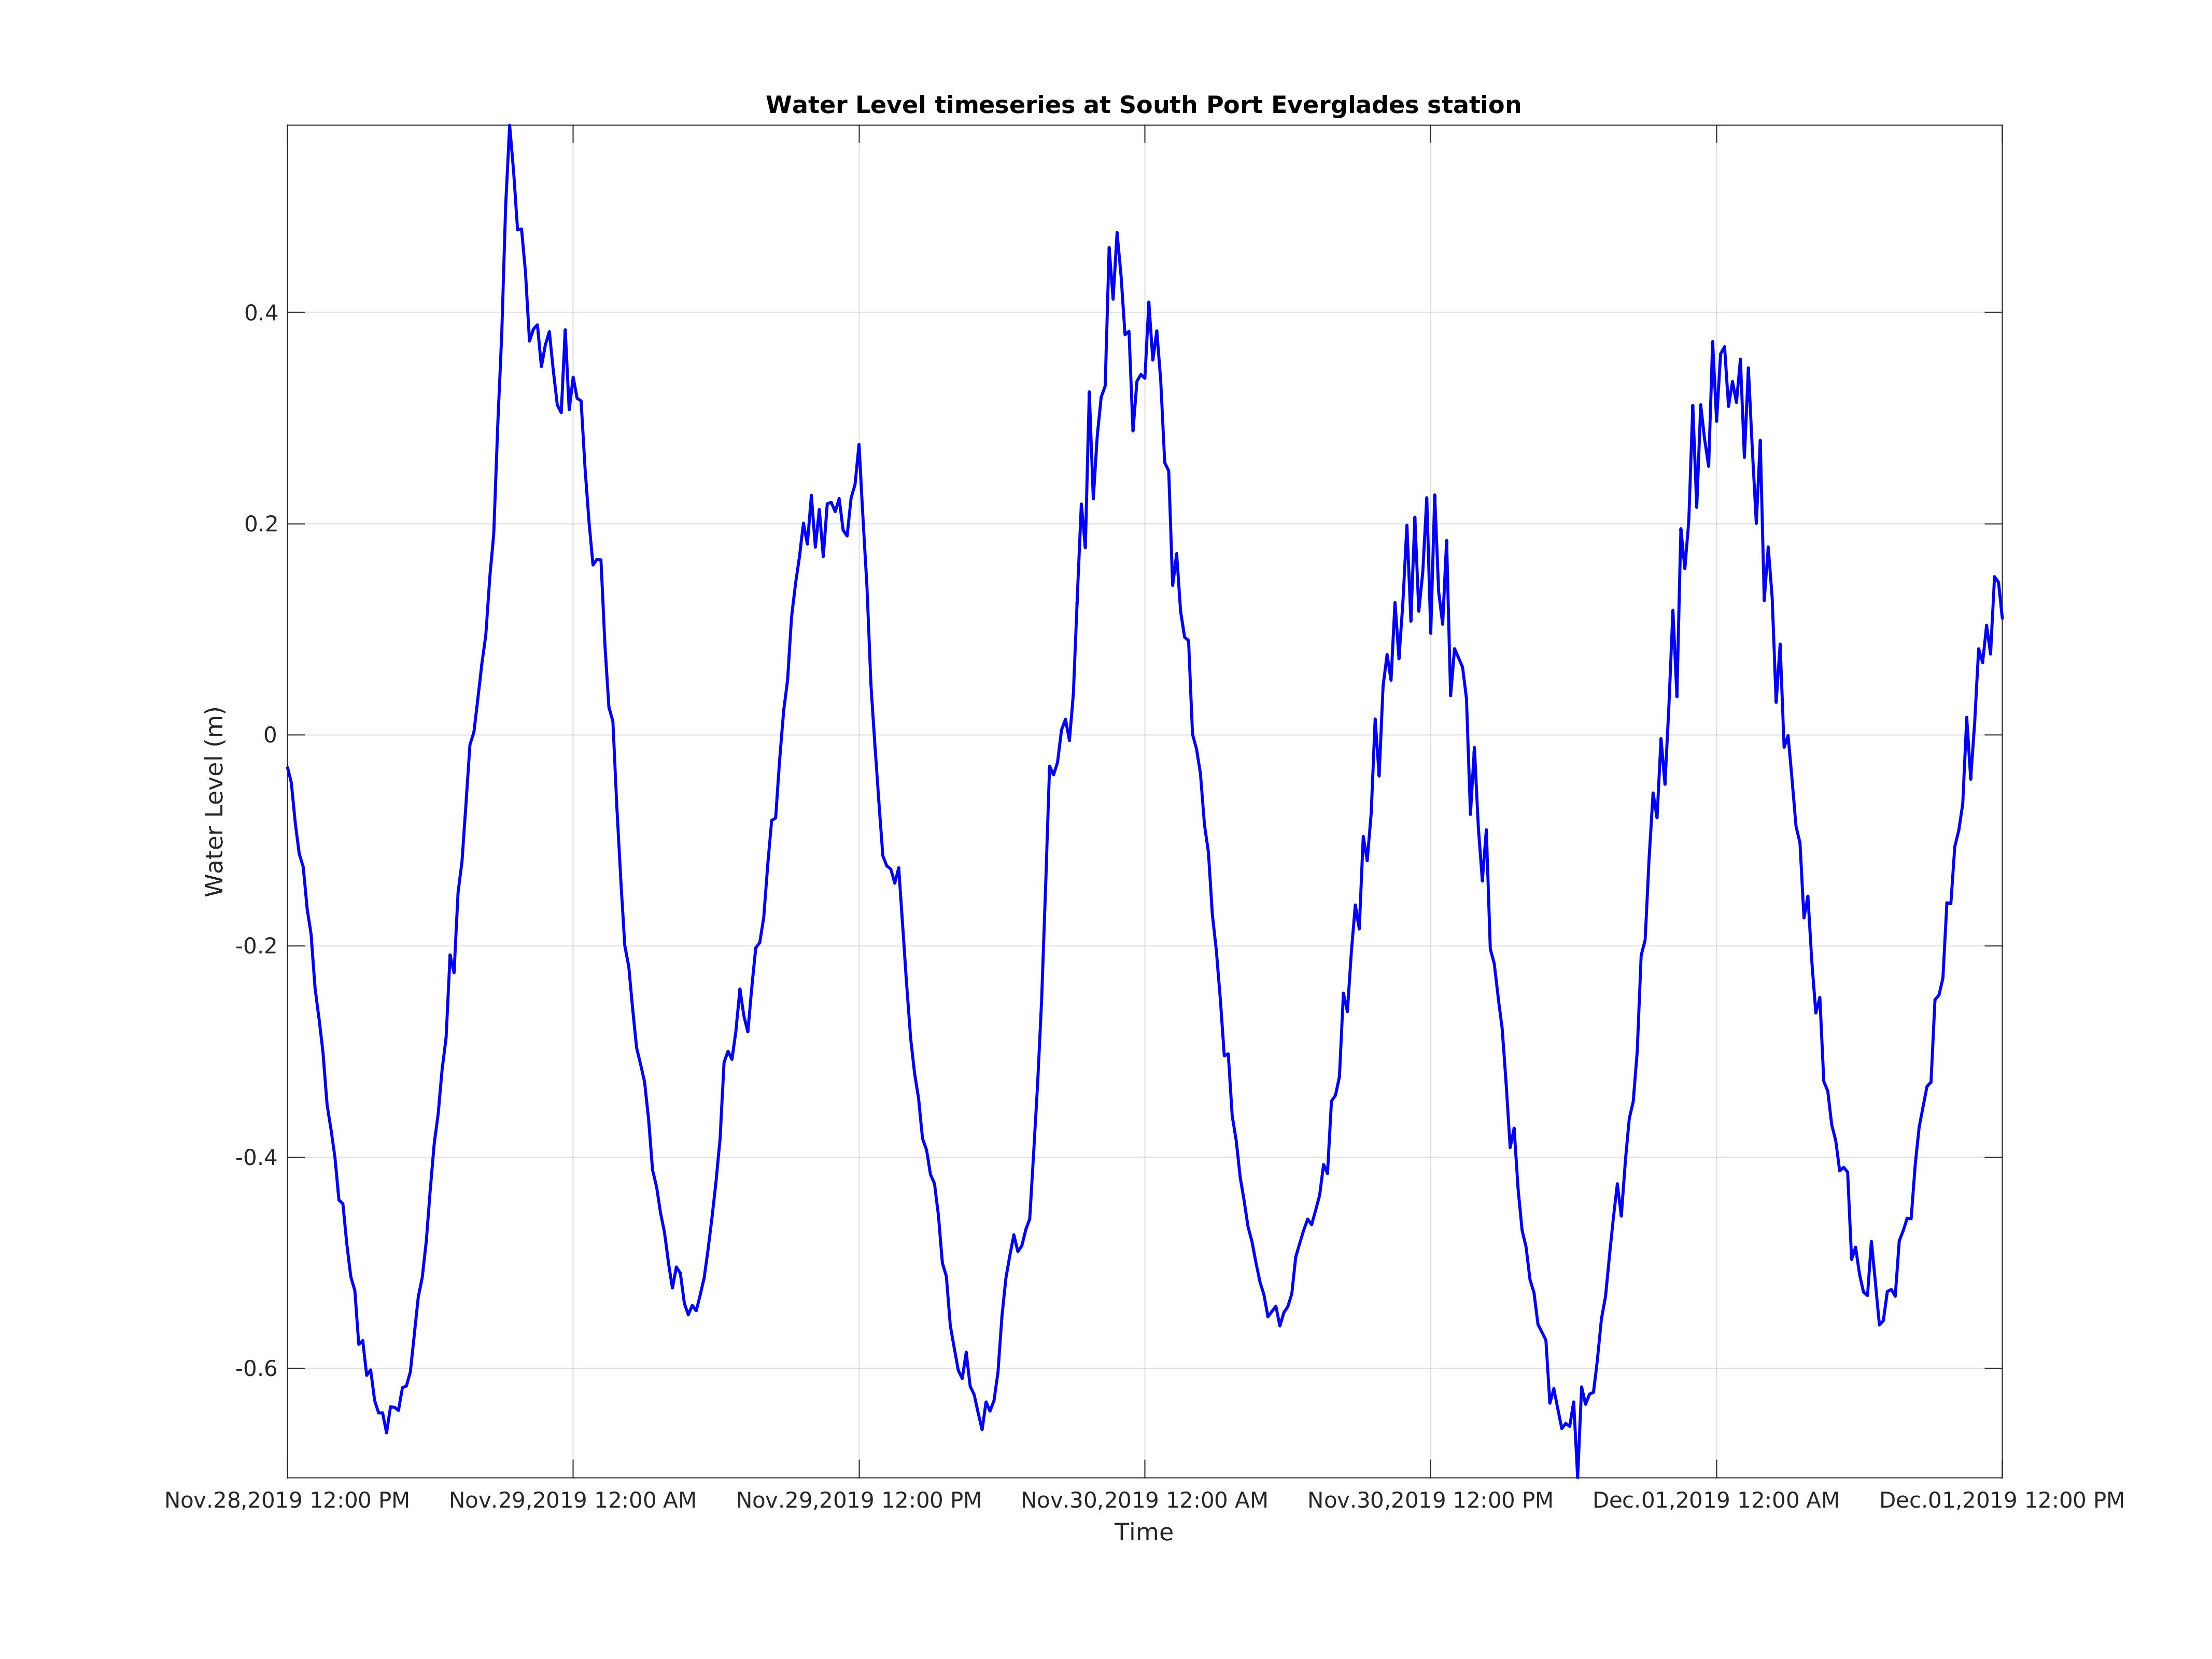 Water Level timeseries at South Port Everglades station
0.4
0.2
0
-0.2
-0.4
-0.6
Water Level (m)
Nov.28,2019 12:00 PM Nov.29,2019 12:00 AM Nov.29,2019 12:00 PM Nov.30,2019 12:00 AM Nov.30,2019 12:00 PM Dec.01,2019 12:00 AM Dec.01,2019 12:00 PM
Time